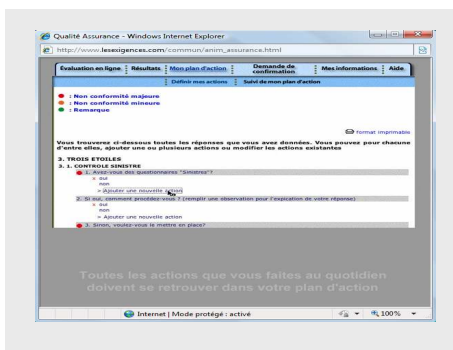 Qualité Assurance - Windows Internet Explorer
http://www.lesexigences.com/commun/anim_assurance.html
Évaluation en ligne Résultats Mon plan d'action Demande de confirmation Mes informations Aide
Définir mes actions Suivi de mon plan d'action
: Non conformité majeure
: Non conformité mineure
: Remarque
format imprimable
Vous trouverez ci-dessous toutes les réponses que vous avez données. Vous pouvez pour chacune
d'entre elles, ajouter une ou plusieurs actions ou modifier les actions existantes
3. TROIS ETOILES
3. 1. CONTROLE SINISTRE
1. Avez-vous des questionnaires "Sinistres"?
x oui
non
» Ajouter une nouvelle action
2. Si oui, comment procédez-vous ? (remplir une observation pour l'expication de votre réponse)
x oui
non
» Ajouter une nouvelle action
3. Sinon, voulez-vous le mettre en place?
Toutes les actions que vous faites au quotidien
doivent se retrouver dans votre plan d'action
Internet | Mode protégé : activé
100%